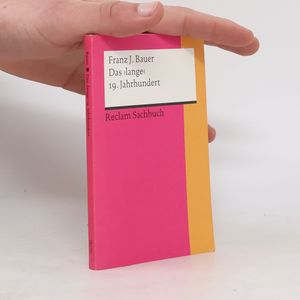 Franz J. Bauer
Das ›lange‹
19. Jahrhundert
Reclam Sachbuch